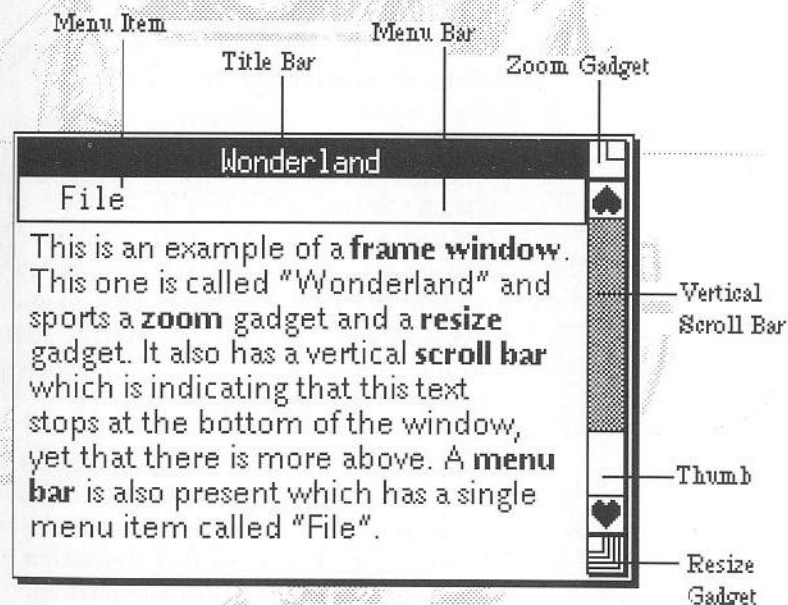 Menu Item
Title Bar
Menu Bar
Zoom Gadget
Wonderland
File
This is an example of a frame window.
This one is called "Wonderland" and
sports a zoom gadget and a resize
gadget. It also has a vertical scroll bar
which is indicating that this text
stops at the bottom of the window,
yet that there is more above. A menu
bar is also present which has a single
menu item called "File".
Vertical
Scroll Bar
Thumb
Resize
Gadget